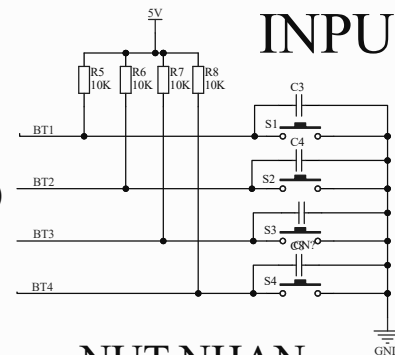 5V
INPU
R5 R6 R7 R8
10K 10K 10K 10K
C3
BT1
S1
C4
BT2
S2
BT3
S3
S4
BT4
NUT NHAN
GND